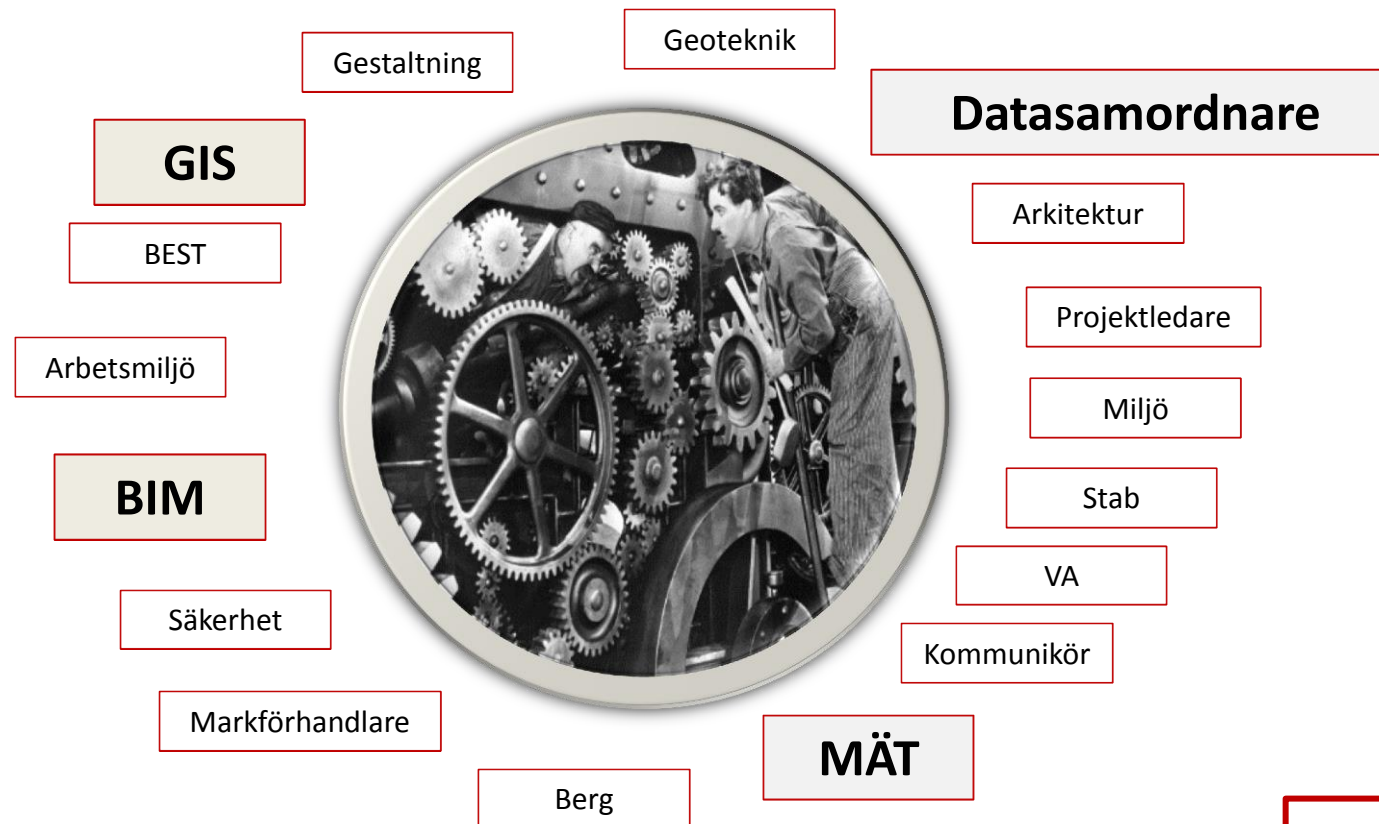 Geoteknik
Gestaltning
Datasamordnare
GIS
Arkitektur
BEST
Projektledare
Arbetsmiljö
Miljö
BIM
Stab
VA
Säkerhet
Kommunikör
Markförhandlare
MÄT
Berg